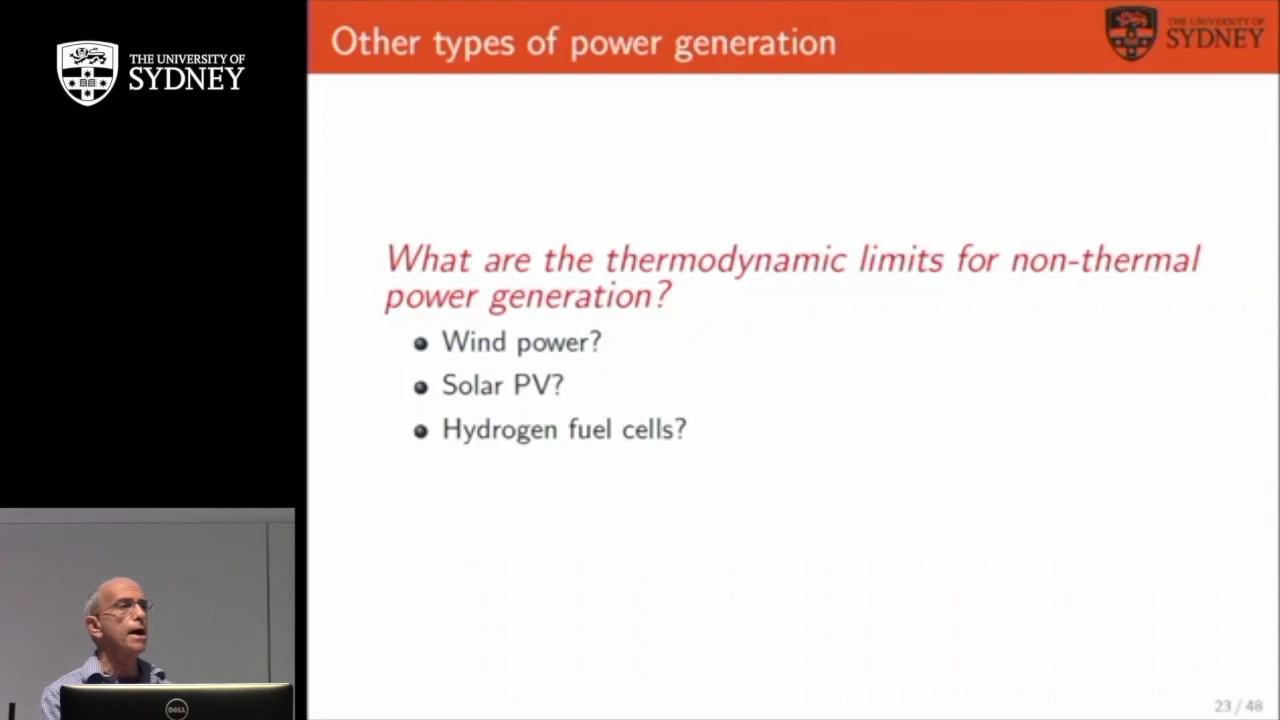 THE UNIVERSITY OF
SYDNEY
Other types of power generation
THE UNIVERSITY OF
SYDNEY
What are the thermodynamic limits for non-thermal
power generation?
Wind power?
Solar PV?
Hydrogen fuel cells?
DELL
23 / 48